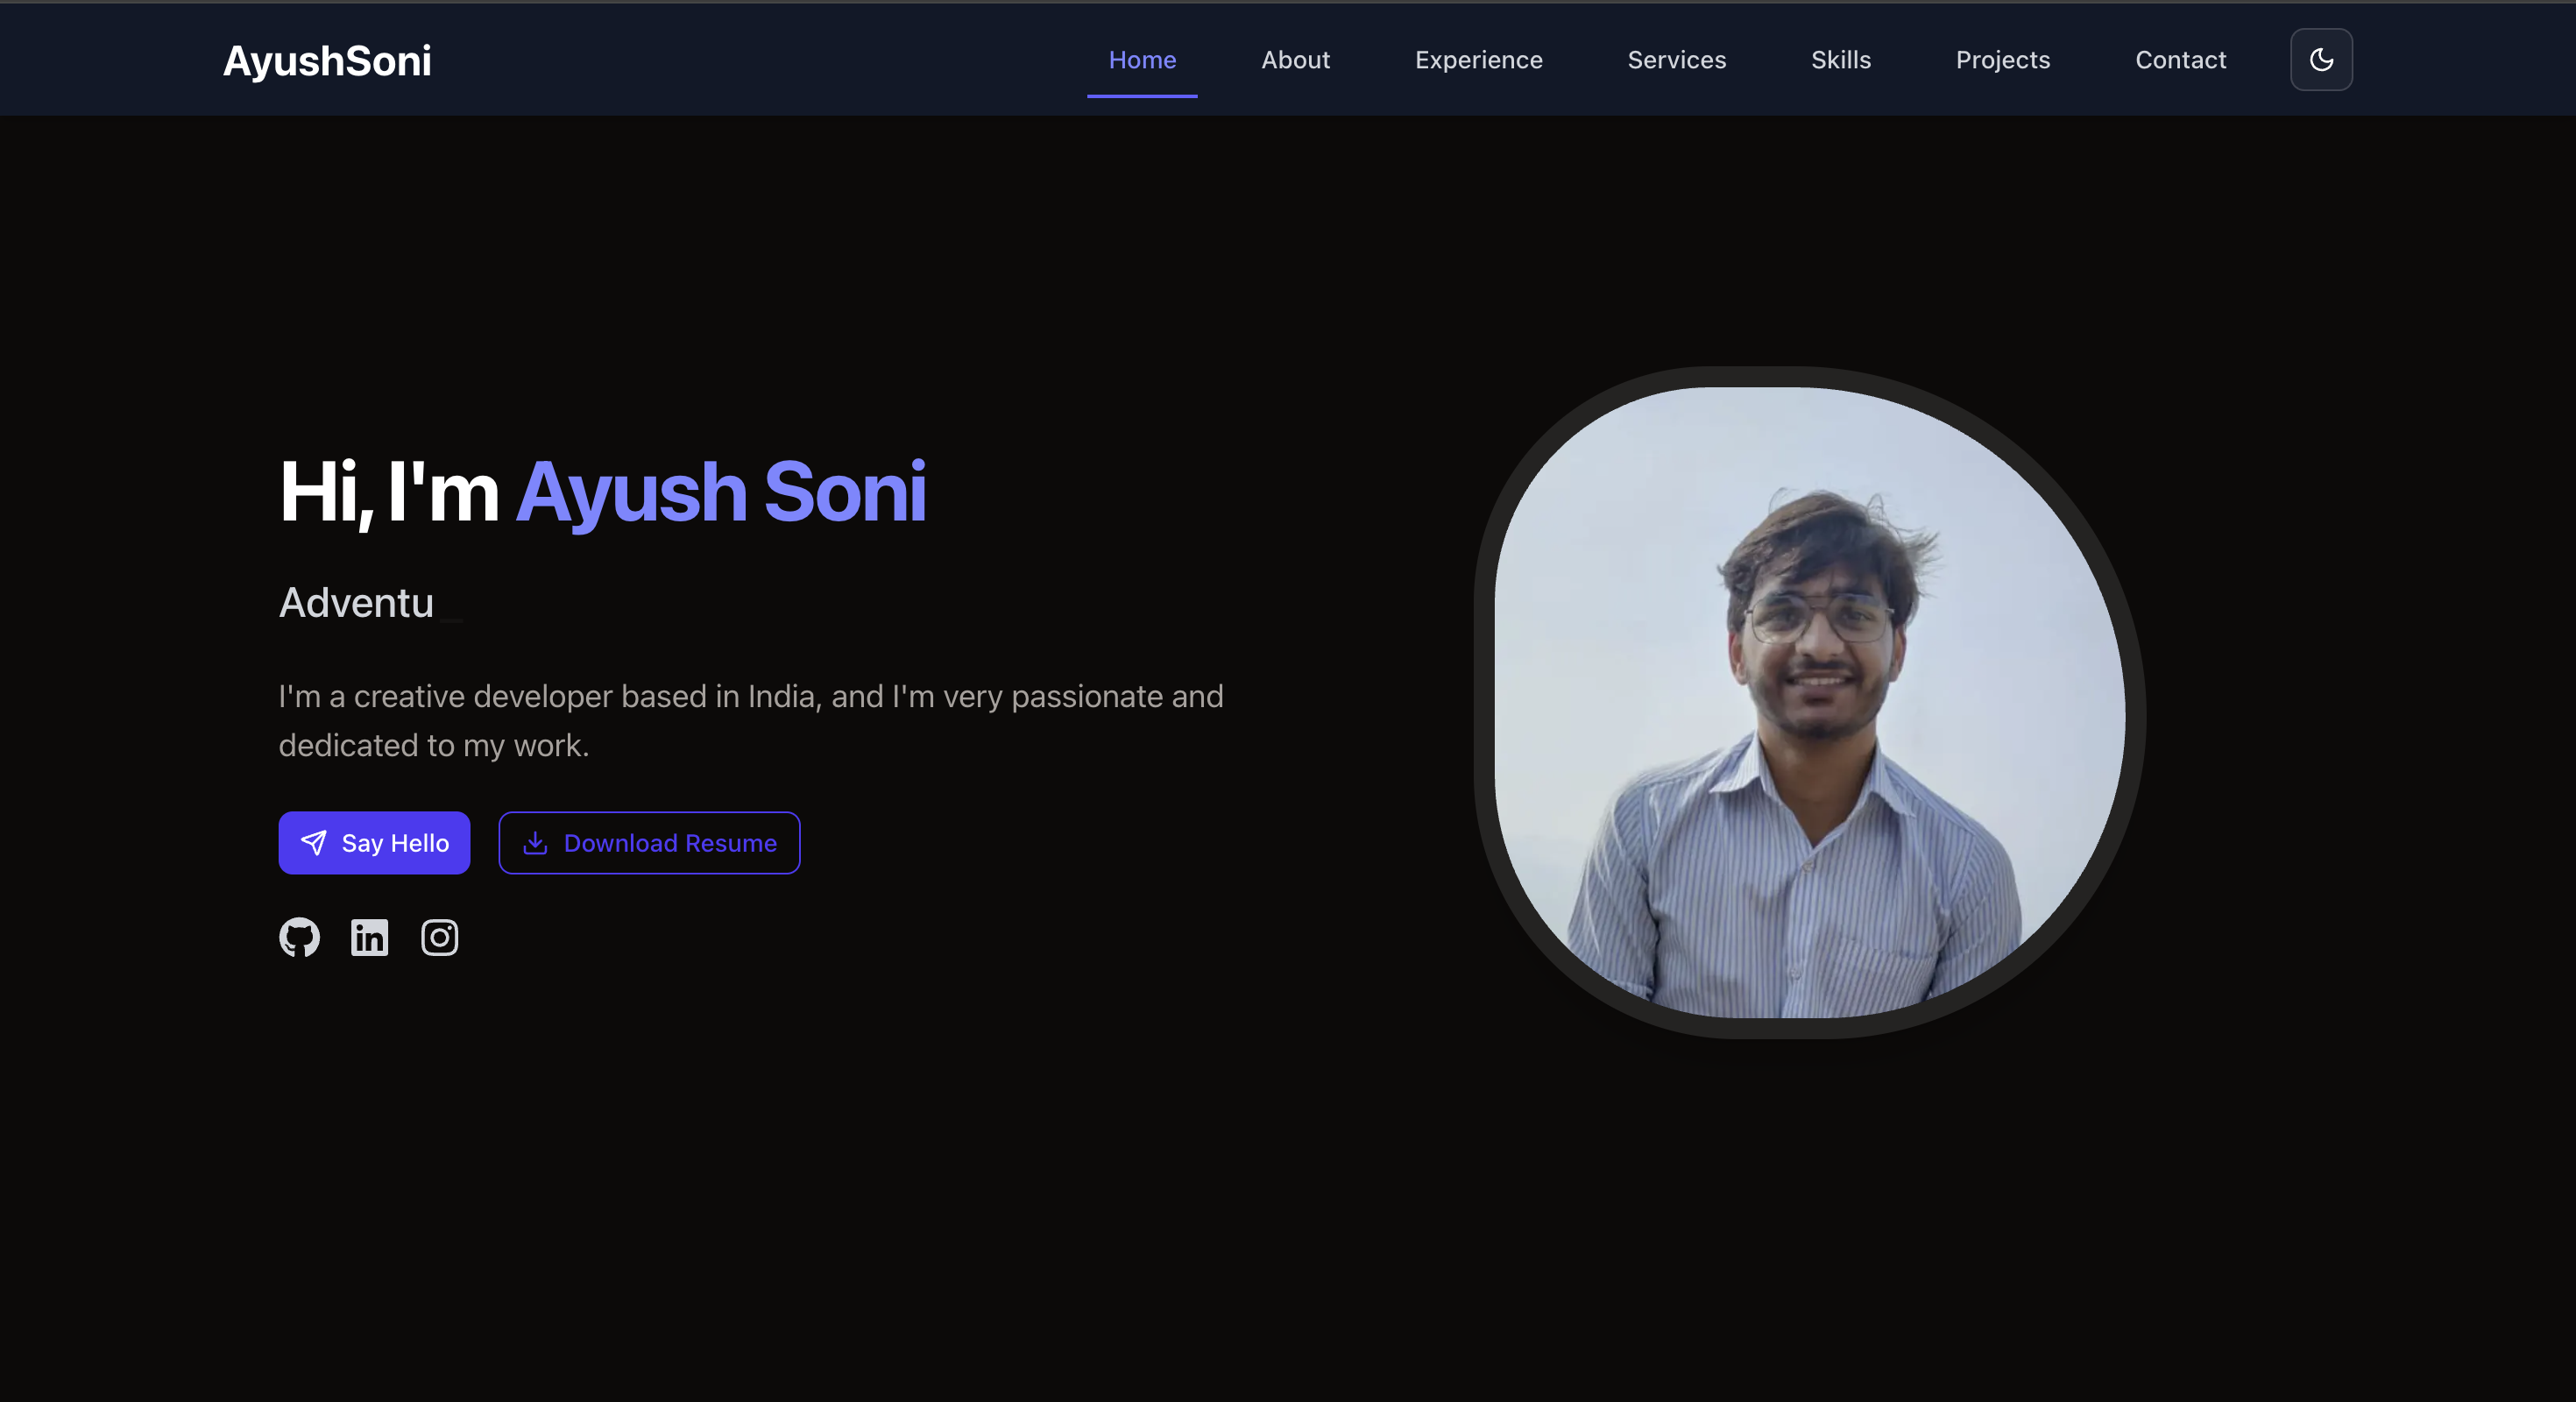 AyushSoni
Home About Experience Services Skills Projects Contact
Hi, I'm Ayush Soni
Adventu_
I'm a creative developer based in India, and I'm very passionate and
dedicated to my work.
Say Hello Download Resume
in